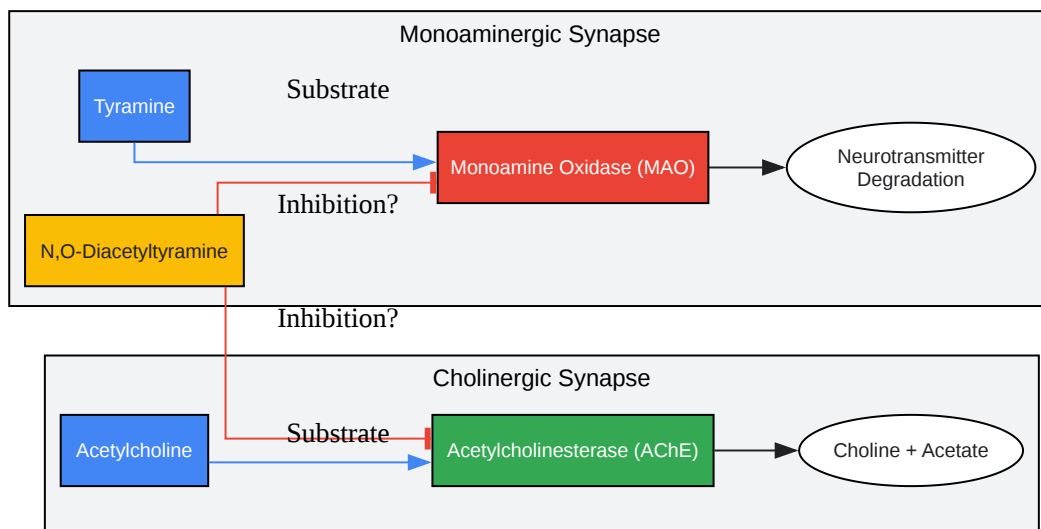 Monoaminergic Synapse
Tyramine
Substrate
Monoamine Oxidase (MAO)
Neurotransmitter
Degradation
Inhibition?
N,O-Diacetyltyramine
Inhibition?
Cholinergic Synapse
Acetylcholine
Substrate
Acetylcholinesterase (AChE)
Choline + Acetate